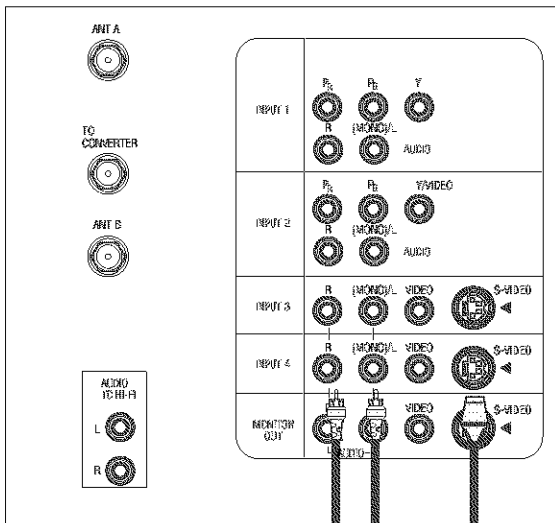 ANT A
TO
CONVERTER
ANT B
AUDIO
TO HI-FI
L
R
INPUT 1
PR PB Y
R (MONO)/L AUDIO
INPUT 2
PR PB Y/VIDEO
R (MONO)/L AUDIO
INPUT 3
R (MONO)/L VIDEO S-VIDEO
INPUT 4
R (MONO)/L VIDEO S-VIDEO
MONITOR
OUT
VIDEO S-VIDEO
AUDIO